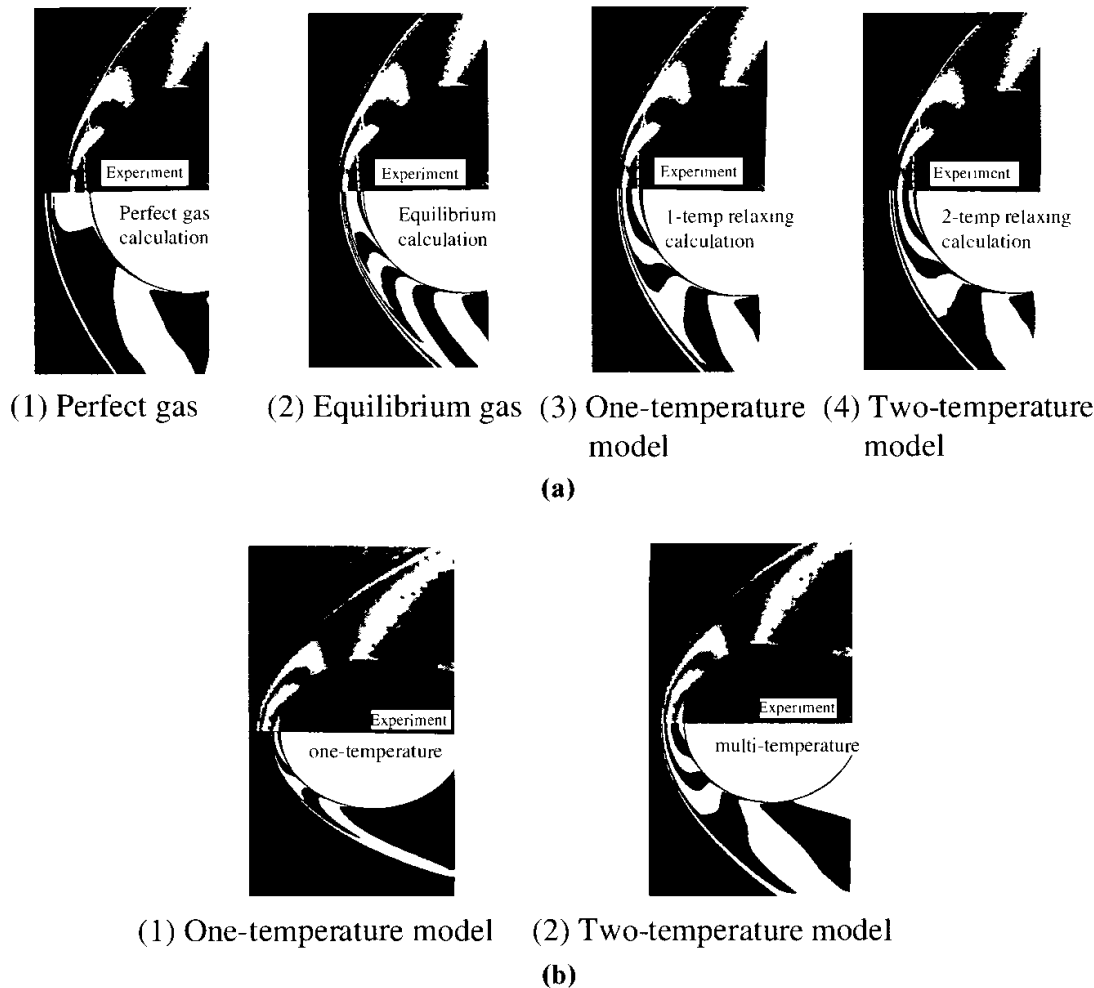 Experiment
Perfect gas
calculation
Experiment
Equilibrium
calculation
Experiment
1-temp relaxing
calculation
Experiment
2-temp relaxing
calculation
(1) Perfect gas
(2) Equilibrium gas
(3) One-temperature
model
(4) Two-temperature
model
(a)
Experiment
one-temperature
Experiment
multi-temperature
(1) One-temperature model
(2) Two-temperature model
(b)